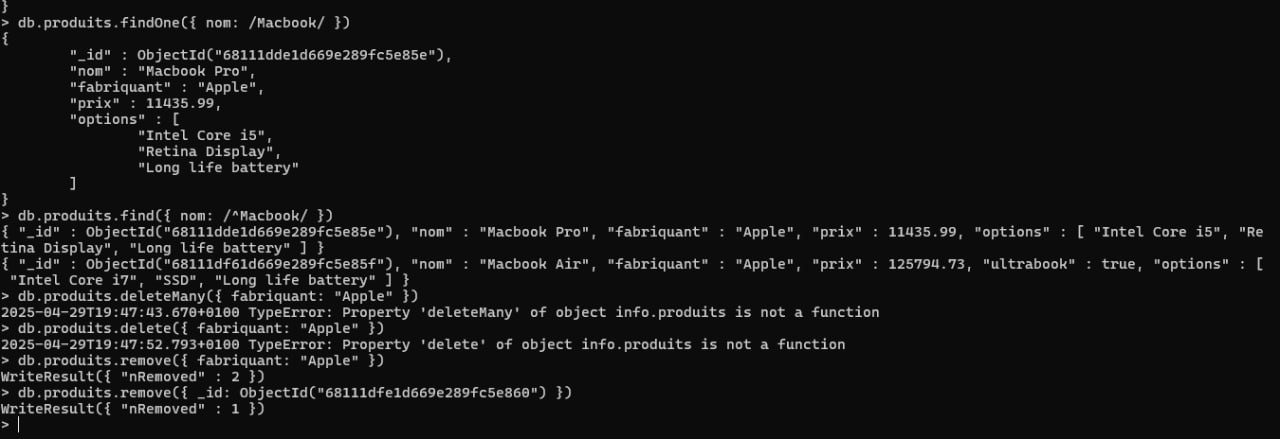 }
> db.produits.findOne({ nom: /Macbook/ })
{
        "_id" : ObjectId("68111dde1d669e289fc5e85e"),
        "nom" : "Macbook Pro",
        "fabriquant" : "Apple",
        "prix" : 11435.99,
        "options" : [
                "Intel Core i5",
                "Retina Display",
                "Long life battery"
        ]
}
> db.produits.find({ nom: /^Macbook/ })
{ "_id" : ObjectId("68111dde1d669e289fc5e85e"), "nom" : "Macbook Pro", "fabriquant" : "Apple", "prix" : 11435.99, "options" : [ "Intel Core i5", "Re
tina Display", "Long life battery" ] }
{ "_id" : ObjectId("68111df61d669e289fc5e85f"), "nom" : "Macbook Air", "fabriquant" : "Apple", "prix" : 125794.73, "ultrabook" : true, "options" : [
 "Intel Core i7", "SSD", "Long life battery" ] }
> db.produits.deleteMany({ fabriquant: "Apple" })
2025-04-29T19:47:43.670+0100 TypeError: Property 'deleteMany' of object info.produits is not a function
> db.produits.delete({ fabriquant: "Apple" })
2025-04-29T19:47:52.793+0100 TypeError: Property 'delete' of object info.produits is not a function
> db.produits.remove({ fabriquant: "Apple" })
WriteResult({ "nRemoved" : 2 })
> db.produits.remove({ _id: ObjectId("68111dfe1d669e289fc5e860") })
WriteResult({ "nRemoved" : 1 })
>